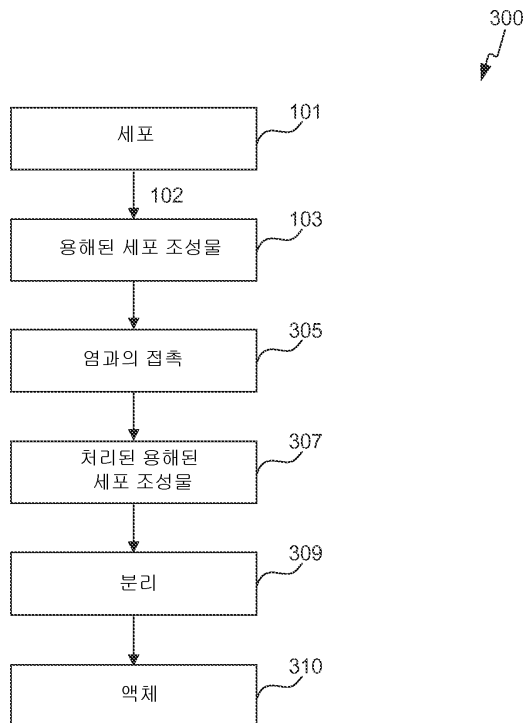 300
세포
101
102
용해된 세포 조성물
103
염과의 접촉
305
처리된 용해된
세포 조성물
307
분리
309
액체
310